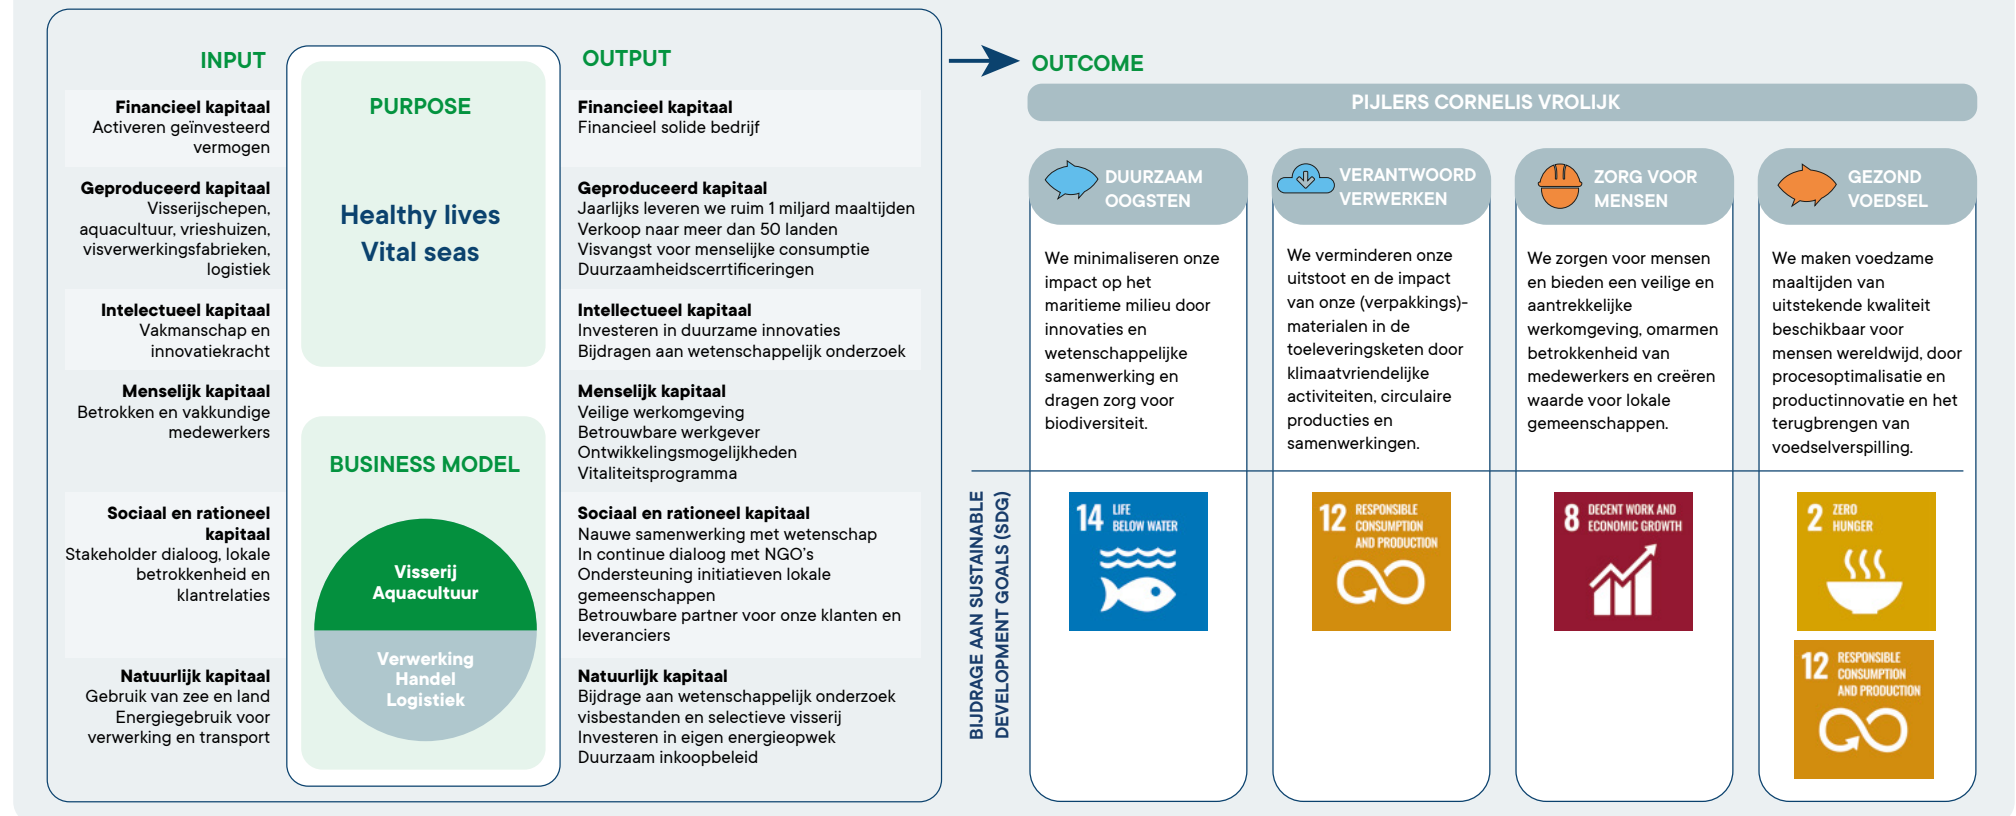 INPUT
Financieel kapitaal
Activeren geïnvesteerd
vermogen
Geproduceerd kapitaal
Visserijschepen,
aquacultuur, vrieshuizen,
visverwerkingsfabrieken,
logistiek
Intelectueel kapitaal
Vakmanschap en
innovatiekracht
Menselijk kapitaal
Betrokken en vakkundige
medewerkers
Sociaal en rationeel
kapitaal
Stakeholder dialoog, lokale
betrokkenheid en
klantrelaties
Natuurlijk kapitaal
Gebruik van zee en land
Energiegebruik voor
verwerking en transport
PURPOSE
Healthy lives
Vital seas
BUSINESS MODEL
Visserij
Aquacultuur
Verwerking
Handel
Logistiek
OUTPUT
Financieel kapitaal
Financieel solide bedrijf
Geproduceerd kapitaal
Jaarlijks leveren we ruim 1 miljard maaltijden
Verkoop naar meer dan 50 landen
Visvangst voor menselijke consumptie
Duurzaamheidscerrtificeringen
Intellectueel kapitaal
Investeren in duurzame innovaties
Bijdragen aan wetenschappelijk onderzoek
Menselijk kapitaal
Veilige werkomgeving
Betrouwbare werkgever
Ontwikkelingsmogelijkheden
Vitaliteitsprogramma
Sociaal en rationeel kapitaal
Nauwe samenwerking met wetenschap
In continue dialoog met NGO's
Ondersteuning initiatieven lokale
gemeenschappen
Betrouwbare partner voor onze klanten en
leveranciers
Natuurlijk kapitaal
Bijdrage aan wetenschappelijk onderzoek
visbestanden en selectieve visserij
Investeren in eigen energieopwek
Duurzaam inkoopbeleid
OUTCOME
PIJLERS CORNELIS VROLIJK
DUURZAAM
OOGSTEN
We minimaliseren onze
impact op het
maritieme milieu door
innovaties en
wetenschappelijke
samenwerking en
dragen zorg voor
biodiversiteit.
VERANTWOORD
VERWERKEN
We verminderen onze
uitstoot en de impact
van onze (verpakkings)-
materialen in de
toeleveringsketen door
klimaatvriendelijke
activiteiten, circulaire
producties en
samenwerkingen.
ZORG VOOR
MENSEN
We zorgen voor mensen
en bieden een veilige en
aantrekkelijke
werkomgeving, omarmen
betrokkenheid van
medewerkers en creëren
waarde voor lokale
gemeenschappen.
GEZOND
VOEDSEL
We maken voedzame
maaltijden van
uitstekende kwaliteit
beschikbaar voor
mensen wereldwijd, door
procesoptimalisatie en
productinnovatie en het
terugbrengen van
voedselverspilling.
BIJDRAGE AAN SUSTAINABLE
DEVELOPMENT GOALS (SDG)
14 LIFE
BELOW WATER
12 RESPONSIBLE
CONSUMPTION
AND PRODUCTION
8 DECENT WORK AND
ECONOMIC GROWTH
2 ZERO
HUNGER
12 RESPONSIBLE
CONSUMPTION
AND PRODUCTION